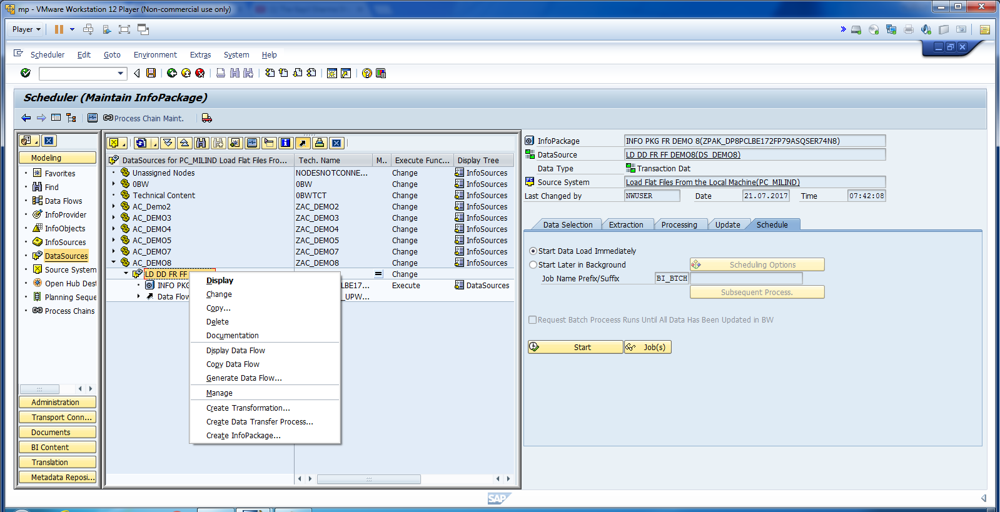 mp - VMware Workstation 12 Player (Non-commercial use only)
Player
Scheduler Edit Goto Environment Extras System Help
Scheduler (Maintain InfoPackage)
Process Chain Maint.
Modeling
Favorites
Find
Data Flows
InfoProvider
InfoObjects
InfoSources
DataSources
Source System
Open Hub Dest
Planning Seque
Process Chains
Administration
Transport Conn...
Documents
BI Content
Translation
Metadata Reposi...
DataSources for PC_MILIND Load Flat Files Fro... Tech. Name M.. Execute Func... Display Tree
Unassigned Nodes NODESNOTCONNE... Change InfoSources
0BW 0BW Change InfoSources
Technical Content 0BWTCT Change InfoSources
AC_Demo2 ZAC_DEMO2 Change InfoSources
AC_DEMO3 ZAC_DEMO3 Change InfoSources
AC_DEMO4 ZAC_DEMO4 Change InfoSources
AC_DEMO5 ZAC_DEMO5 Change InfoSources
AC_DEMO7 ZAC_DEMO7 Change InfoSources
AC_DEMO8 ZAC_DEMO8 Change InfoSources
LD DD FR FF = Change
INFO PKG LBE17... Execute DataSources
Data Flow _UPW...
Display
Change
Copy...
Delete
Documentation
Display Data Flow
Copy Data Flow
Generate Data Flow...
Manage
Create Transformation...
Create Data Transfer Process...
Create InfoPackage...
InfoPackage INFO PKG FR DEMO 8(ZPAK_DP8PCLBE172FP79ASQSER74N8)
DataSource LD DD FR FF DEMO8(DS_DEMO8)
Data Type Transaction Dat
Source System Load Flat Files From the Local Machine(PC_MILIND)
Last Changed by NWUSER Date 21.07.2017 Time 07:42:08
Data Selection Extraction Processing Update Schedule
Start Data Load Immediately
Start Later in Background Scheduling Options
Job Name Prefix/Suffix BI_BTCH
Subsequent Process.
Request Batch Proceess Runs Until All Data Has Been Updated in BW
Start Job(s)
SAP